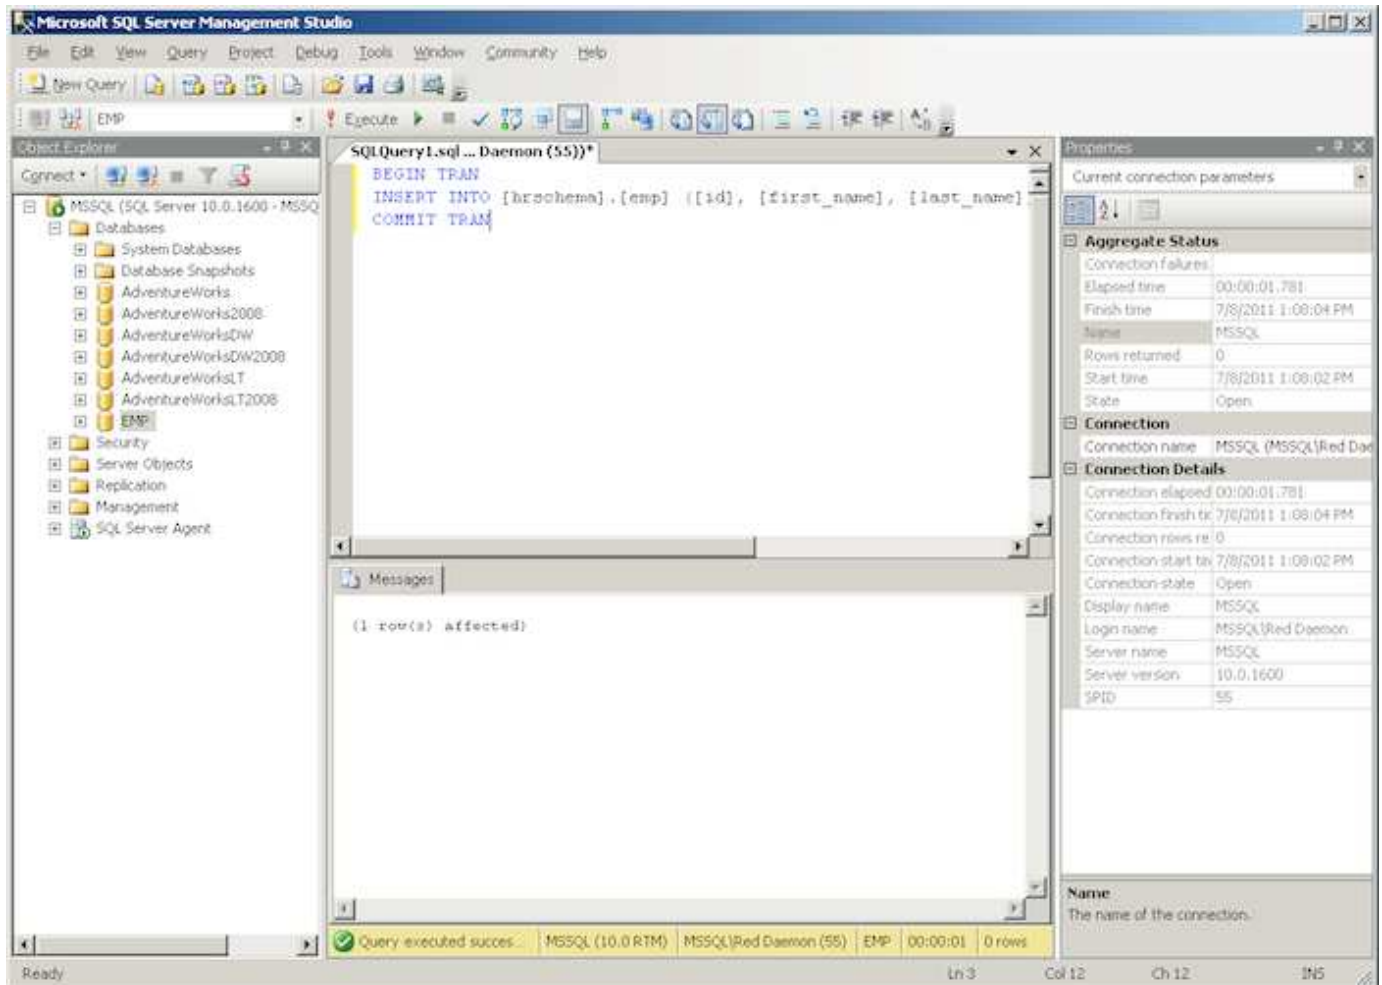 Microsoft SQL Server Management Studio
File Edit View Query Project Debug Tools Window Community Help
New Query
EMP Execute
Object Explorer
Connect
MSSQL (SQL Server 10.0.1600 - MSSQ
Databases
System Databases
Database Snapshots
AdventureWorks
AdventureWorks2008
AdventureWorksDW
AdventureWorksDW2008
AdventureWorksLT
AdventureWorksLT2008
EMP
Security
Server Objects
Replication
Management
SQL Server Agent
SQLQuery1.sql ... Daemon (55))*
BEGIN TRAN
INSERT INTO [hrschema].[emp] ([id], [first_name], [last_name]
COMMIT TRAN
Messages
(1 row(s) affected)
Query executed succes... MSSQL (10.0 RTM) MSSQL\Red Daemon (55) EMP 00:00:01 0 rows
Properties
Current connection parameters
Aggregate Status
Connection failures
Elapsed time 00:00:01.781
Finish time 7/8/2011 1:08:04 PM
Name MSSQL
Rows returned 0
Start time 7/8/2011 1:08:02 PM
State Open
Connection
Connection name MSSQL (MSSQL\Red Dae
Connection Details
Connection elapsed 00:00:01.781
Connection finish tir 7/8/2011 1:08:04 PM
Connection rows re 0
Connection start tin 7/8/2011 1:08:02 PM
Connection state Open
Display name MSSQL
Login name MSSQL\Red Daemon
Server name MSSQL
Server version 10.0.1600
SPID 55
Name
The name of the connection.
Ready Ln 3 Col 12 Ch 12 INS